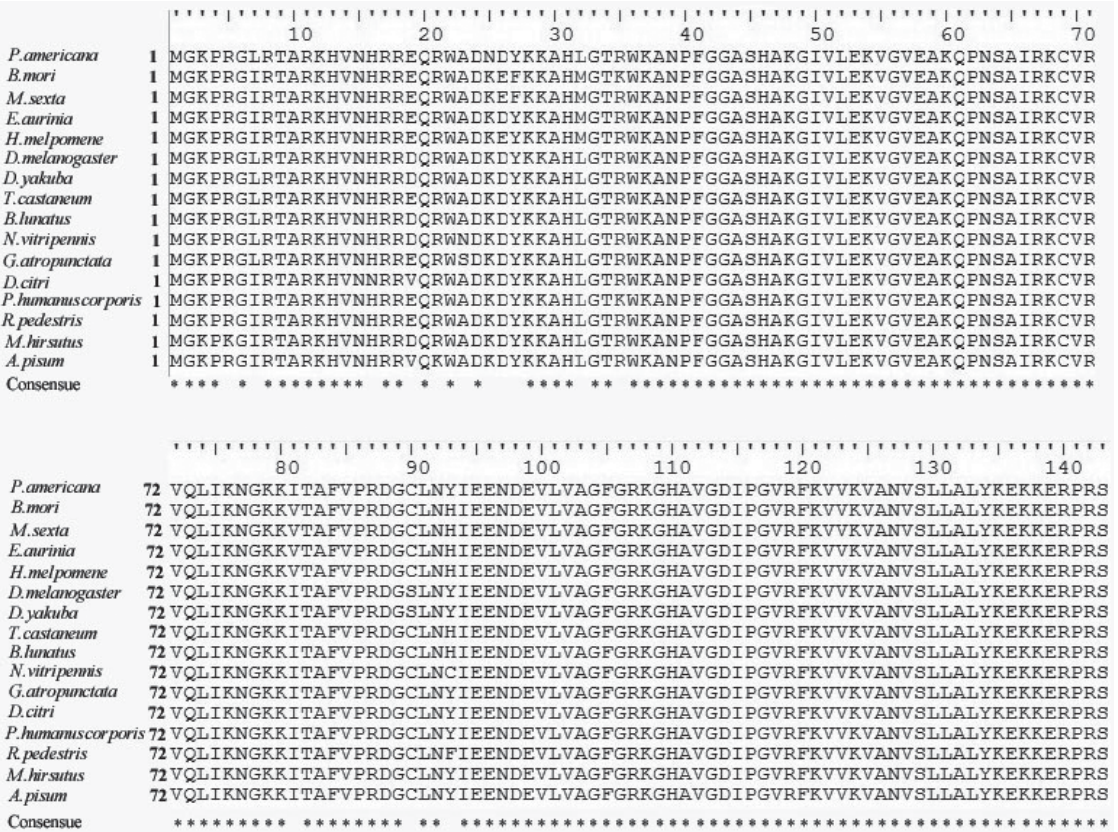 10 20 30 40 50 60 70
P.americana 1 MGKPRGLRTARKHVNHRREQRWADNDYKKAHLGTRWKANPFGGASHAKGIVLEKVGVEAKQPNSAIRKCVR
B.mori 1 MGKPRGIRTARKHVNHRREQRWADKEFKKAHMGTKWKANPFGGASHAKGIVLEKVGVEAKQPNSAIRKCVR
M.sexta 1 MGKPRGIRTARKHVNHRREQRWADKEFKKAHMGTRWKANPFGGASHAKGIVLEKVGVEAKQPNSAIRKCVR
E.aurinia 1 MGKPRGIRTARKHVNHRREQRWADKEYKKAHMGTRWKANPFGGASHAKGIVLEKVGVEAKQPNSAIRKCVR
H.melpomene 1 MGKPRGIRTARKHVNHRREQRWADKEYKKAHMGTRWKANPFGGASHAKGIVLEKVGVEAKQPNSAIRKCVR
D.melanogaster 1 MGKPRGLRTARKHVNHRRDQRWADKDYKKAHLGTRWKANPFGGASHAKGIVLEKVGVEAKQPNSAIRKCVR
D.yakuba 1 MGKPRGLRTARKHVNHRRDQRWADKDYKKAHLGTRWKANPFGGASHAKGIVLEKVGVEAKQPNSAIRKCVR
T.castaneum 1 MGKPRGIRTARKHVNHRREQRWADKDYKKAHLGTRWKANPFGGASHAKGIVLEKVGVEAKQPNSAIRKCVR
B.lunatus 1 MGKPRGLRTARKHVNHRRDQRWADKDYKKAHLGTRWKANPFGGASHAKGIVLEKVGVEAKQPNSAIRKCVR
N.vitripennis 1 MGKPRGLRTARKHVNHRRDQRWNDKDYKKAHLGTRWKANPFGGASHAKGIVLEKVGVEAKQPNSAIRKCVR
G.atropunctata 1 MGKPRGLRTARKHVNHRREQRWSDKDYKKAHLGTRWKANPFGGASHAKGIVLEKVGVEAKQPNSAIRKCVR
D.citri 1 MGKPRGIRTARKHVNNRRVQRWADKDYKKAHLGTRWKANPFGGASHAKGIVLEKVGVEAKQPNSAIRKCVR
P.humanuscorporis 1 MGKPRGIRTARKHVNHRREQRWADKDYKKAHLGTKWKANPFGGASHAKGIVLEKVGVEAKQPNSAIRKCVR
R.pedestris 1 MGKPRGIRTARKHVNHRREQRWADKDYKKAHLGTRWKANPFGGASHAKGIVLEKVGVEAKQPNSAIRKCVR
M.hirsutus 1 MGKPRGIRTARKHVNHRRDQRWADKDYKKAHLGTRWKANPFGGASHAKGIVLEKVGVEAKQPNSAIRKCVR
A.pisum 1 MGKPKGIRTARKHVNHRRVQKWADKDYKKAHLGTRWKANPFGGASHAKGIVLEKVGVEAKQPNSAIRKCVR
Consensue **** * ******** ** * * * **** ** ************************************
80 90 100 110 120 130 140
P.americana 72 VQLIKNGKKITAFVPRDGCLNYIEENDEVLVAGFGRKGHAVGDIPGVRFKVVKVANVSLLALYKEKKERPRS
B.mori 72 VQLIKNGKKVTAFVPRDGCLNHIEENDEVLVAGFGRKGHAVGDIPGVRFKVVKVANVSLLALYKEKKERPRS
M.sexta 72 VQLIKNGKKVTAFVPRDGCLNHIEENDEVLVAGFGRKGHAVGDIPGVRFKVVKVANVSLLALYKEKKERPRS
E.aurinia 72 VQLIKNGKKVTAFVPRDGCLNHIEENDEVLVAGFGRKGHAVGDIPGVRFKVVKVANVSLLALYKEKKERPRS
H.melpomene 72 VQLIKNGKKVTAFVPRDGCLNHIEENDEVLVAGFGRKGHAVGDIPGVRFKVVKVANVSLLALYKEKKERPRS
D.melanogaster 72 VQLIKNGKKITAFVPRDGSLNYIEENDEVLVAGFGRKGHAVGDIPGVRFKVVKVANVSLLALYKEKKERPRS
D.yakuba 72 VQLIKNGKKITAFVPRDGSLNYIEENDEVLVAGFGRKGHAVGDIPGVRFKVVKVANVSLLALYKEKKERPRS
T.castaneum 72 VQLIKNGKKITAFVPRDGCLNHIEENDEVLVAGFGRKGHAVGDIPGVRFKVVKVANVSLLALYKEKKERPRS
B.lunatus 72 VQLIKNGKKITAFVPRDGCLNHIEENDEVLVAGFGRKGHAVGDIPGVRFKVVKVANVSLLALYKEKKERPRS
N.vitripennis 72 VQLIKNGKKITAFVPRDGCLNCIEENDEVLVAGFGRKGHAVGDIPGVRFKVVKVANVSLLALYKEKKERPRS
G.atropunctata 72 VQLIKNGKKITAFVPRDGCLNYIEENDEVLVAGFGRKGHAVGDIPGVRFKVVKVANVSLLALYKEKKERPRS
D.citri 72 VQLIKNGKKITAFVPRDGCLNYIEENDEVLVAGFGRKGHAVGDIPGVRFKVVKVANVSLLALYKEKKERPRS
P.humanuscorporis 72 VQLIKNGKKITAFVPRDGCLNYIEENDEVLVAGFGRKGHAVGDIPGVRFKVVKVANVSLLALYKEKKERPRS
R.pedestris 72 VQLIKNGKKITAFVPRDGCLNFIEENDEVLVAGFGRKGHAVGDIPGVRFKVVKVANVSLLALYKEKKERPRS
M.hirsutus 72 VQLIKNGKKITAFVPRDGCLNYIEENDEVLVAGFGRKGHAVGDIPGVRFKVVKVANVSLLALYKEKKERPRS
A.pisum 72 VQLIKNGKKITAFVPRDGCLNYIEENDEVLVAGFGRKGHAVGDIPGVRFKVVKVANVSLLALYKEKKERPRS
Consensue ********* ******** ** **************************************************